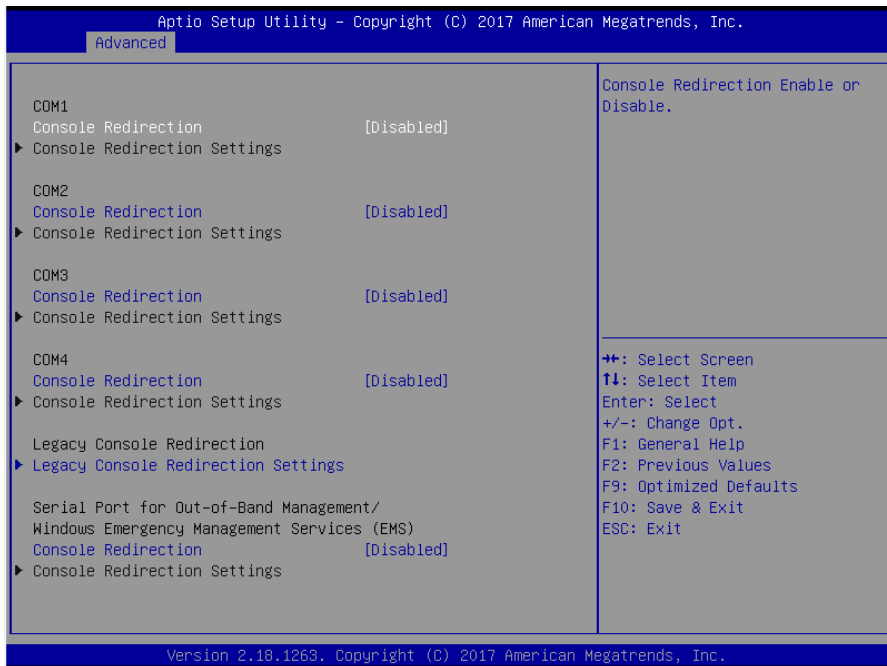 Aptio Setup Utility – Copyright (C) 2017 American Megatrends, Inc.
Advanced
COM1
Console Redirection [Disabled]
▶ Console Redirection Settings
COM2
Console Redirection [Disabled]
▶ Console Redirection Settings
COM3
Console Redirection [Disabled]
▶ Console Redirection Settings
COM4
Console Redirection [Disabled]
▶ Console Redirection Settings
Legacy Console Redirection
▶ Legacy Console Redirection Settings
Serial Port for Out-of-Band Management/
Windows Emergency Management Services (EMS)
Console Redirection [Disabled]
▶ Console Redirection Settings
Console Redirection Enable or
Disable.
→←: Select Screen
↑↓: Select Item
Enter: Select
+/-: Change Opt.
F1: General Help
F2: Previous Values
F9: Optimized Defaults
F10: Save & Exit
ESC: Exit
Version 2.18.1263. Copyright (C) 2017 American Megatrends, Inc.